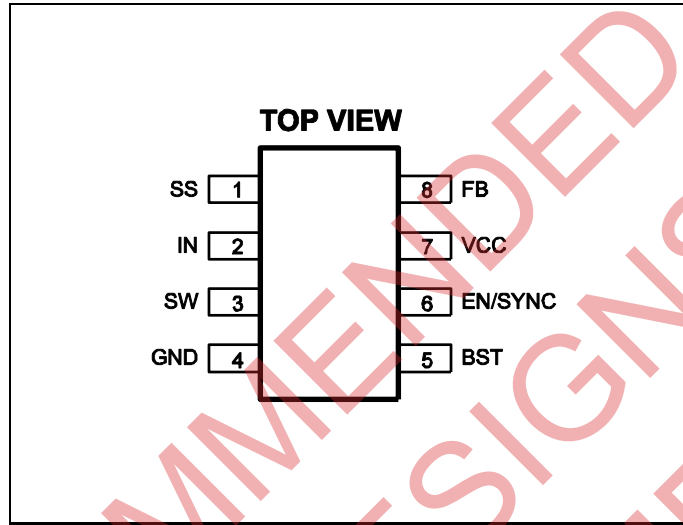 TOP VIEW
SS 1 8 FB
IN 2 7 VCC
SW 3 6 EN/SYNC
GND 4 5 BST
MMENDED
ESIGNS